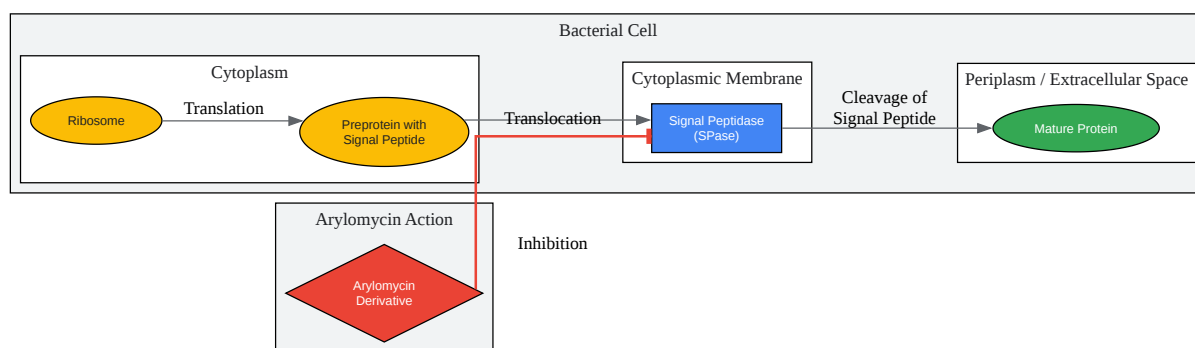 Bacterial Cell
Cytoplasm
Ribosome
Translation
Preprotein with
Signal Peptide
Translocation
Cytoplasmic Membrane
Signal Peptidase
(SPase)
Cleavage of
Signal Peptide
Periplasm / Extracellular Space
Mature Protein
Arylomycin Action
Arylomycin
Derivative
Inhibition